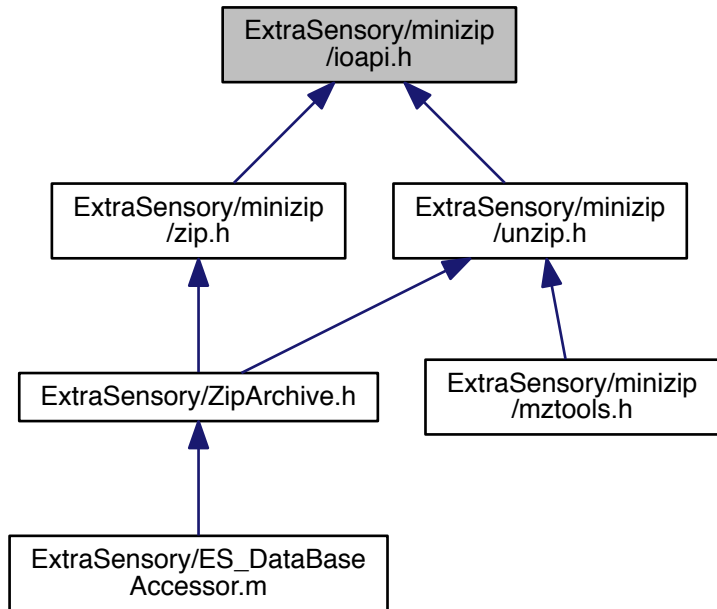 ExtraSensory/minizip
/ioapi.h
ExtraSensory/minizip
/zip.h
ExtraSensory/minizip
/unzip.h
ExtraSensory/ZipArchive.h
ExtraSensory/minizip
/mztools.h
ExtraSensory/ES_DataBase
Accessor.m